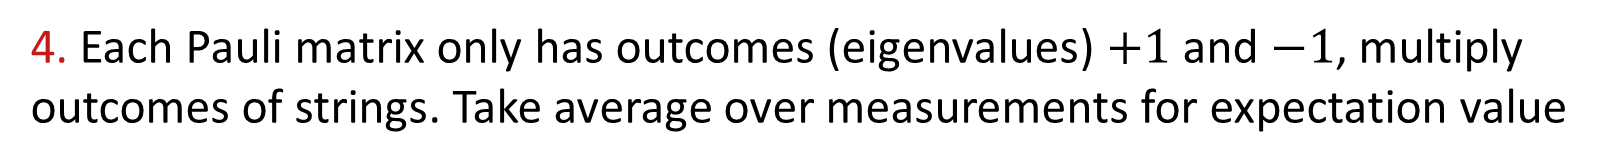 4. Each Pauli matrix only has outcomes (eigenvalues) +1 and −1, multiply
outcomes of strings. Take average over measurements for expectation value